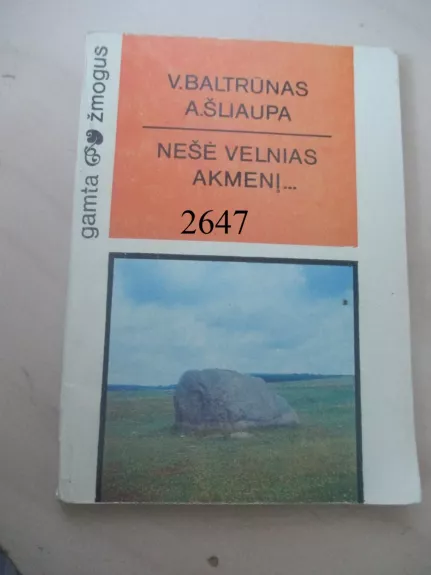 gamta žmogus
V.BALTRŪNAS
A.ŠLIAUPA
NEŠĖ VELNIAS
AKMENĮ...
2647